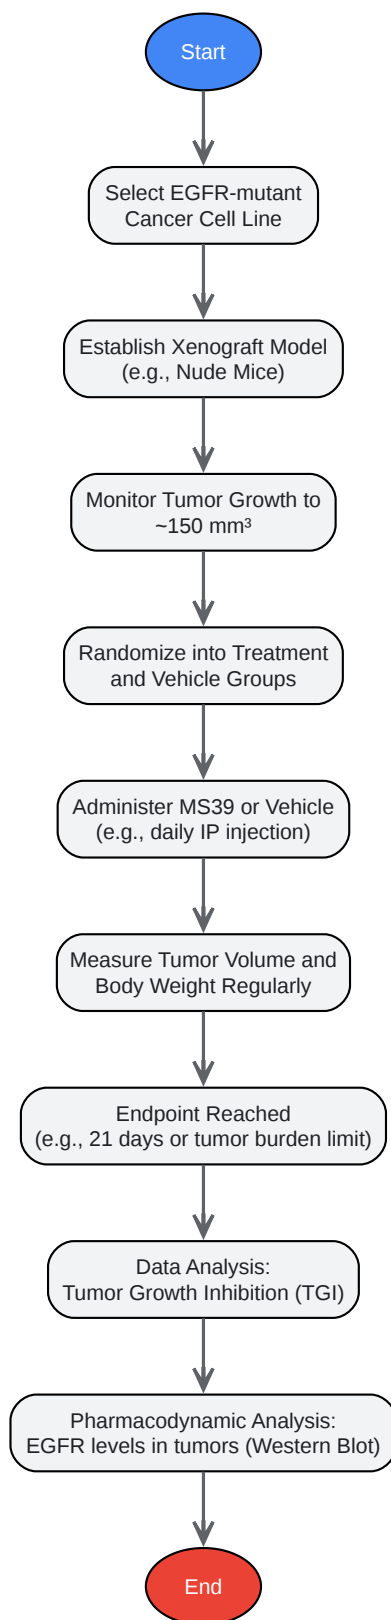 Start
Select EGFR-mutant
Cancer Cell Line
Establish Xenograft Model
(e.g., Nude Mice)
Monitor Tumor Growth to
~150 mm³
Randomize into Treatment
and Vehicle Groups
Administer MS39 or Vehicle
(e.g., daily IP injection)
Measure Tumor Volume and
Body Weight Regularly
Endpoint Reached
(e.g., 21 days or tumor burden limit)
Data Analysis:
Tumor Growth Inhibition (TGI)
Pharmacodynamic Analysis:
EGFR levels in tumors (Western Blot)
End